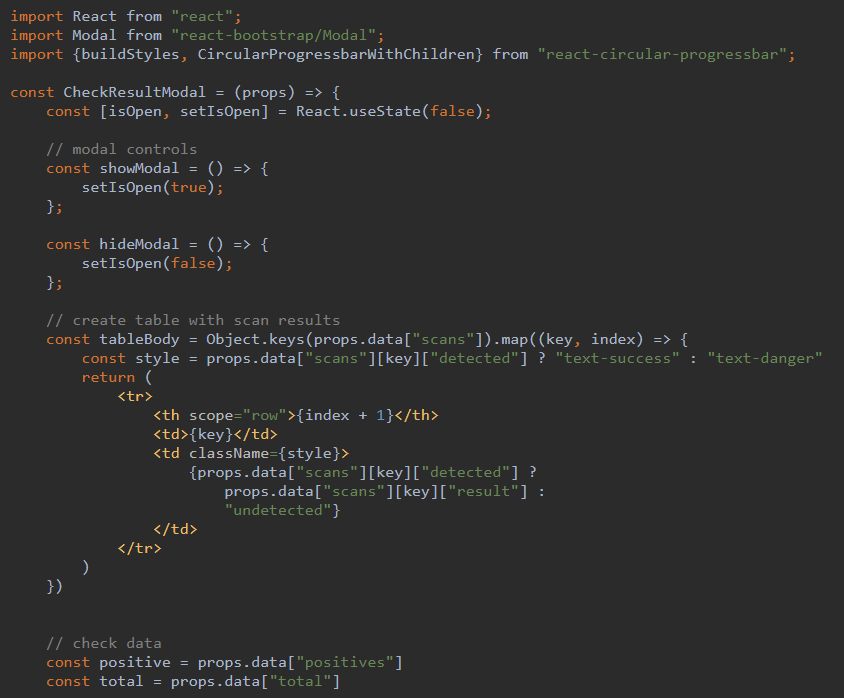 import React from "react";
import Modal from "react-bootstrap/Modal";
import {buildStyles, CircularProgressbarWithChildren} from "react-circular-progressbar";

const CheckResultModal = (props) => {
    const [isOpen, setIsOpen] = React.useState(false);

    // modal controls
    const showModal = () => {
        setIsOpen(true);
    };

    const hideModal = () => {
        setIsOpen(false);
    };

    // create table with scan results
    const tableBody = Object.keys(props.data["scans"]).map((key, index) => {
        const style = props.data["scans"][key]["detected"] ? "text-success" : "text-danger"
        return (
            <tr>
                <th scope="row">{index + 1}</th>
                <td>{key}</td>
                <td className={style}>
                    {props.data["scans"][key]["detected"] ?
                        props.data["scans"][key]["result"] :
                        "undetected"}
                </td>
            </tr>
        )
    })


    // check data
    const positive = props.data["positives"]
    const total = props.data["total"]